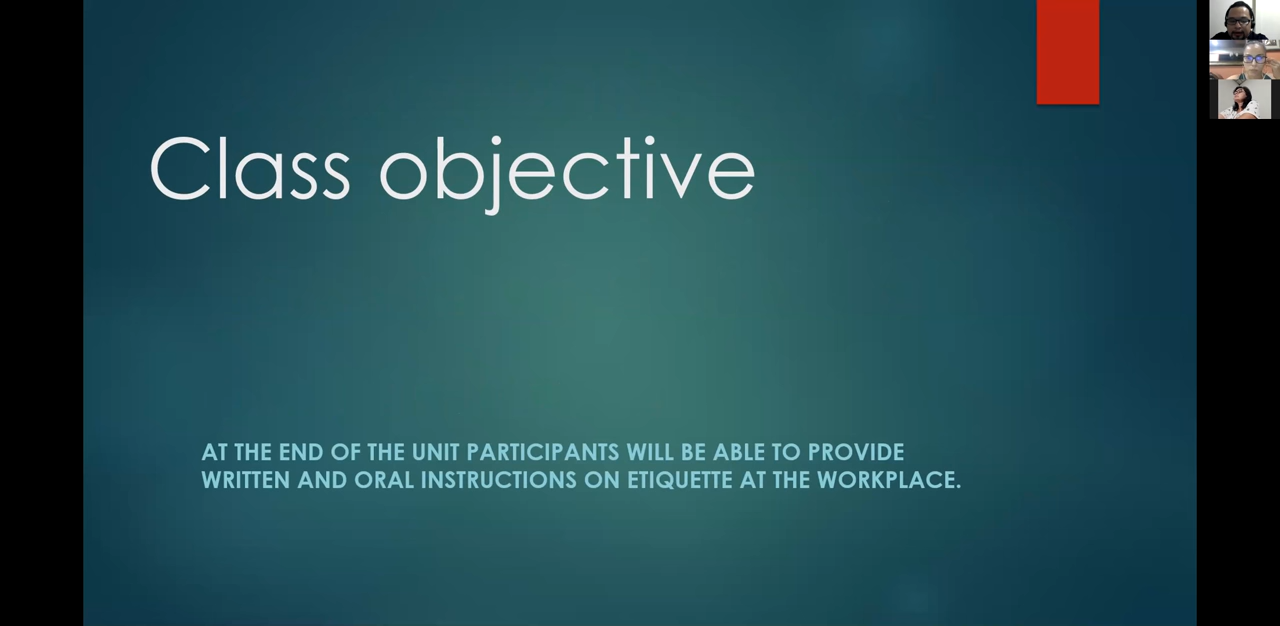 Class objective
AT THE END OF THE UNIT PARTICIPANTS WILL BE ABLE TO PROVIDE
WRITTEN AND ORAL INSTRUCTIONS ON ETIQUETTE AT THE WORKPLACE.